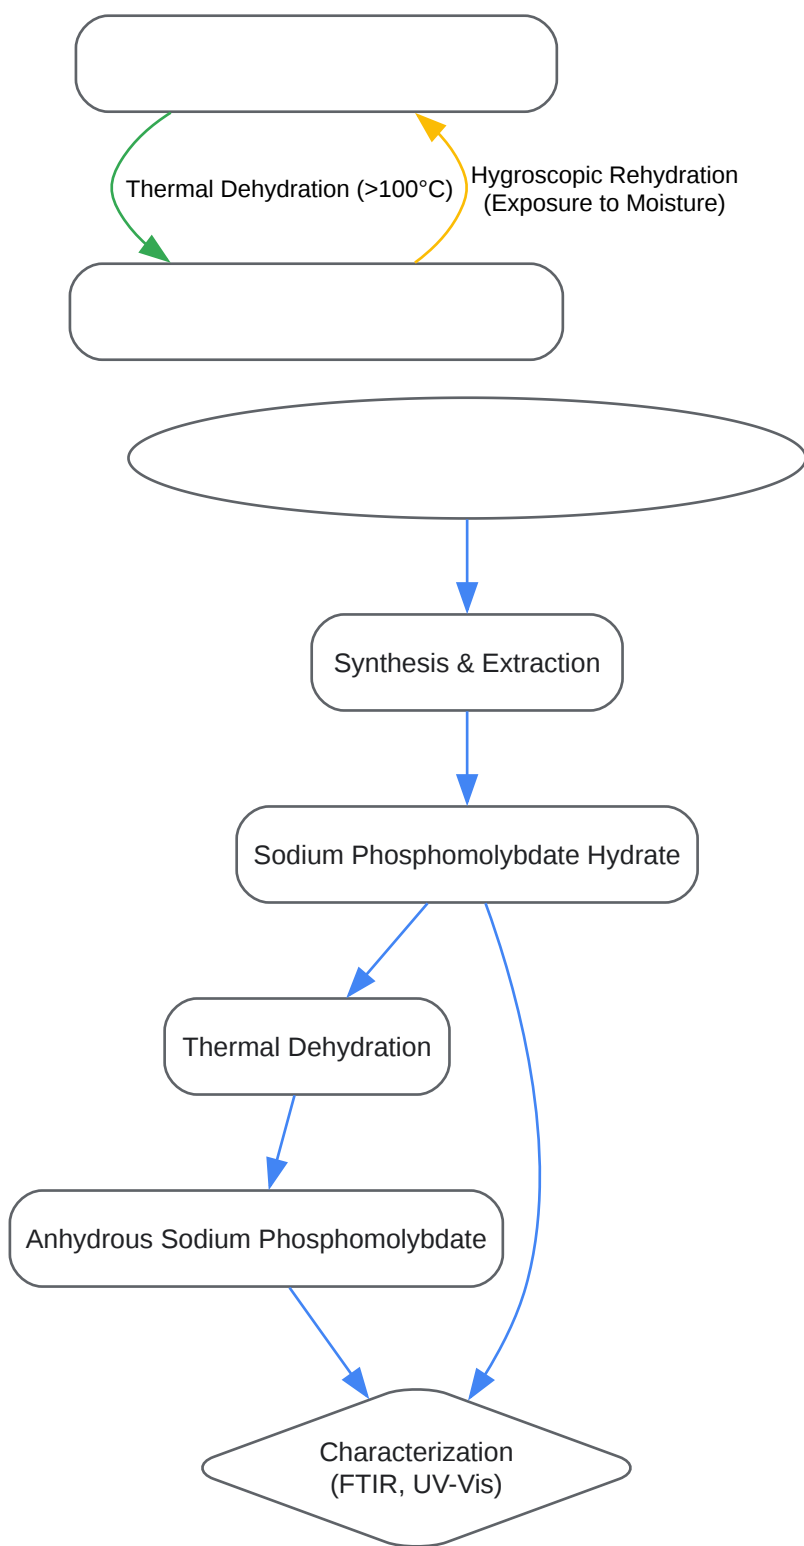 Thermal Dehydration (>100°C)
Hygroscopic Rehydration
(Exposure to Moisture)
Synthesis & Extraction
Sodium Phosphomolybdate Hydrate
Thermal Dehydration
Anhydrous Sodium Phosphomolybdate
Characterization
(FTIR, UV-Vis)